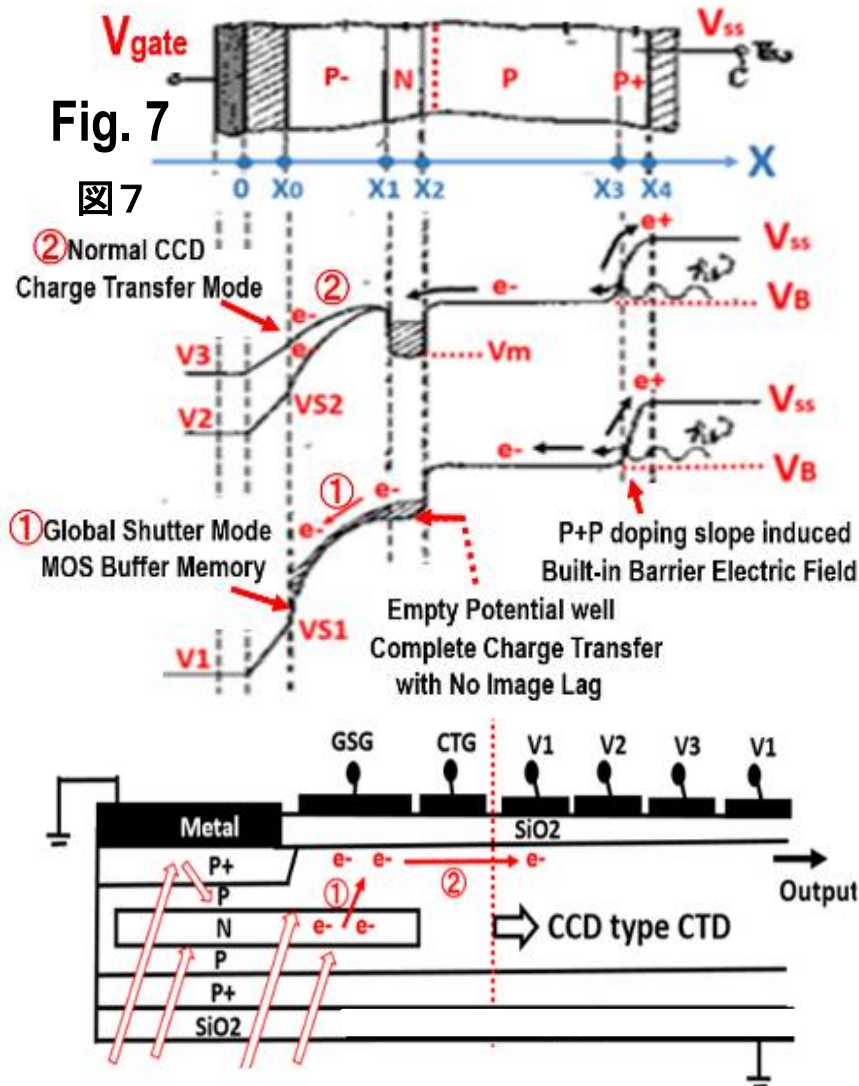 Vgate
Vss
P-
N
P
P+
C
Fig. 7
図7
0
X0
X1
X2
X3
X4
X
②Normal CCD
Charge Transfer Mode
②
e-
e-
e-
e+
Vss
VB
V3
V2
VS2
Vm
e+
Vss
e-
VB
①
e-
e-
①Global Shutter Mode
MOS Buffer Memory
P+P doping slope induced
Built-in Barrier Electric Field
VS1
V1
Empty Potential well
Complete Charge Transfer
with No Image Lag
GSG
CTG
V1
V2
V3
V1
Metal
SiO2
P+
e-
e-
e-
Output
P
①
②
N
e-
e-
CCD type CTD
P
P+
SiO2